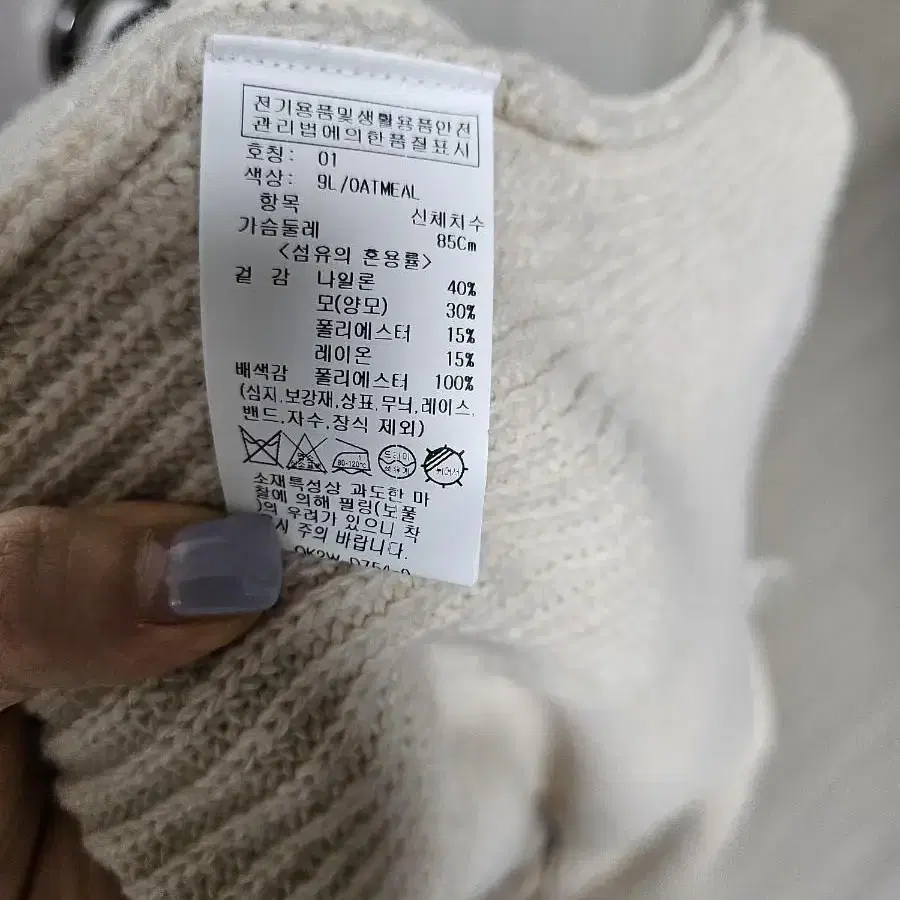 전기용품및생활용품안전
관리법에의한품질표시
호칭: 01
색상: 9L/OATMEAL
항목 신체치수
가슴둘레 85Cm
<섬유의 혼용률>
겉 감 나일론 40%
모(양모) 30%
폴리에스터 15%
레이온 15%
배색감 폴리에스터 100%
(심지,보강재,상표,무늬,레이스,
밴드,자수,장식 제외)
80-120℃
드라이
소재특성상 과도한 마
찰에 의해 필링(보풀
)의 우려가 있으니 착
시 주의 바랍니다.